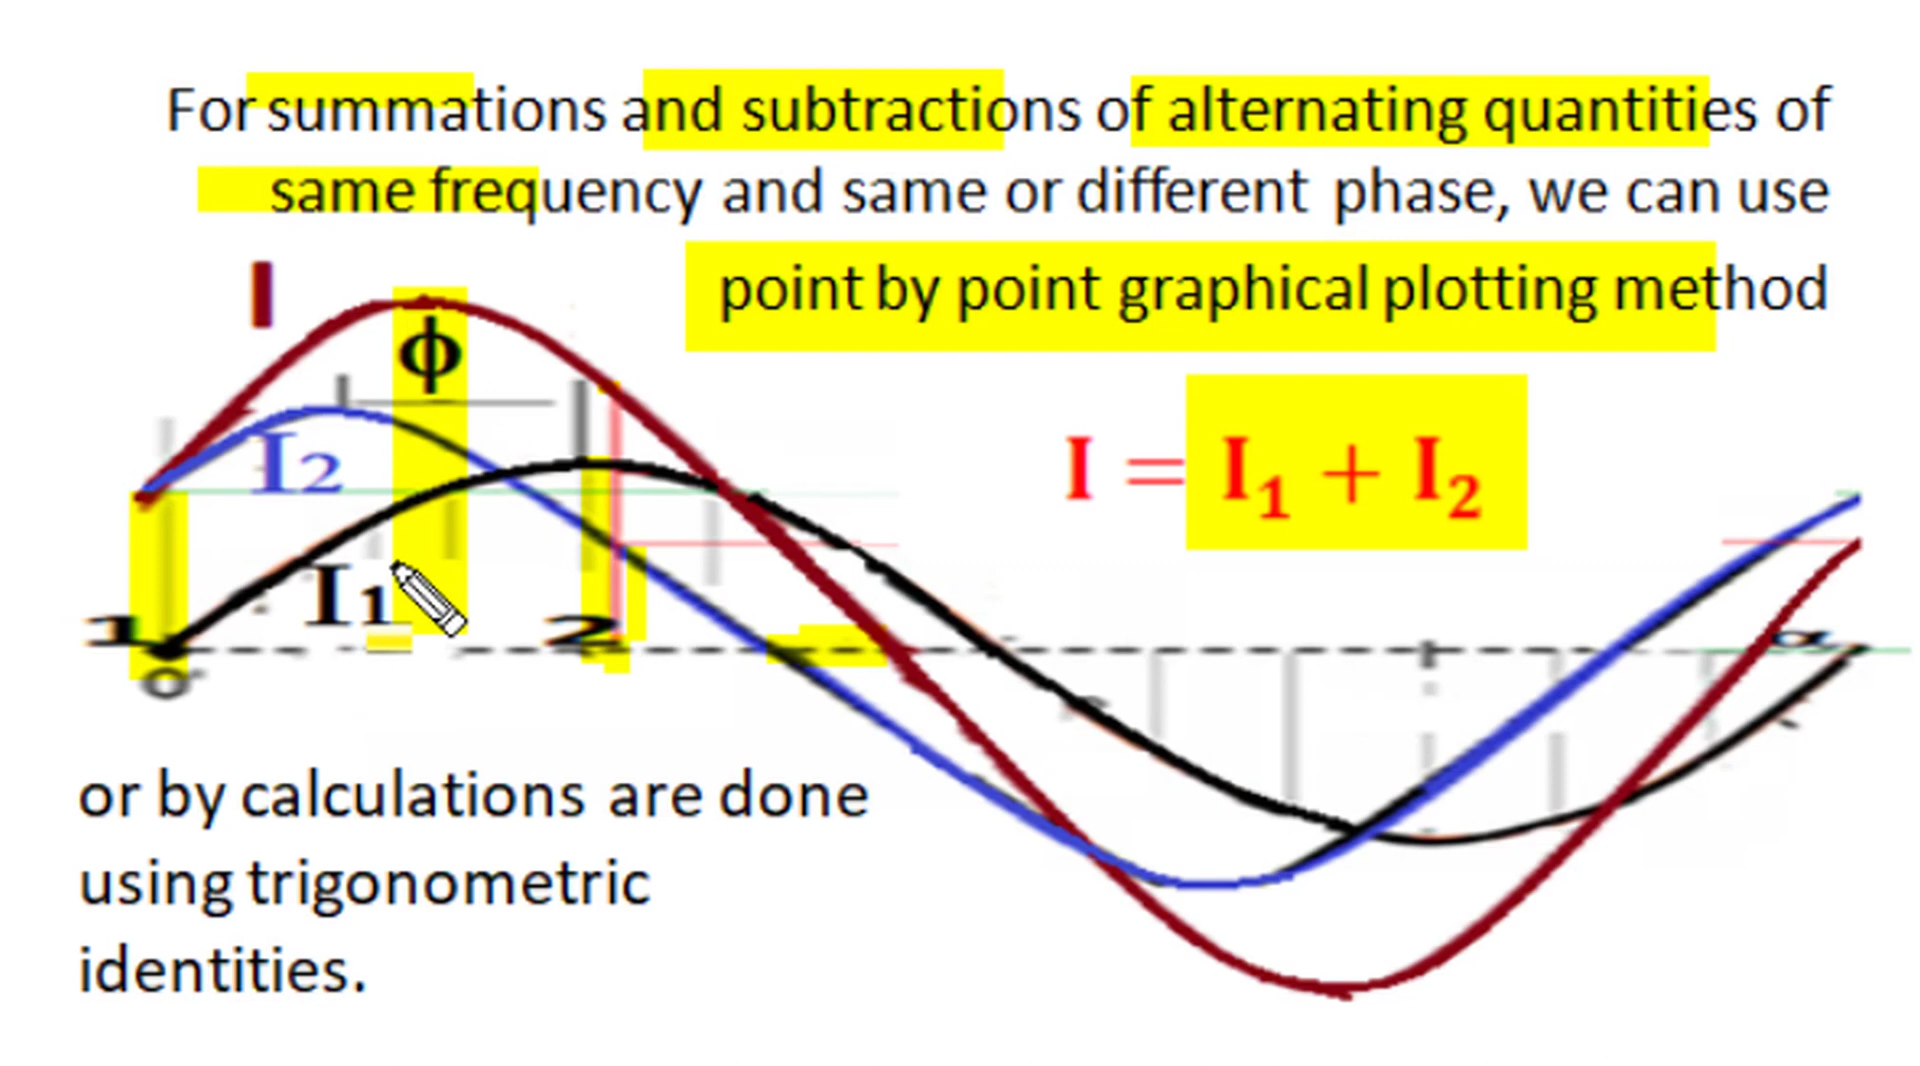 For summations and subtractions of alternating quantities of
same frequency and same or different phase, we can use
point by point graphical plotting method
I
ϕ
I2
I = I₁ + I₂
I1
1
2
α
0
or by calculations are done
using trigonometric
identities.